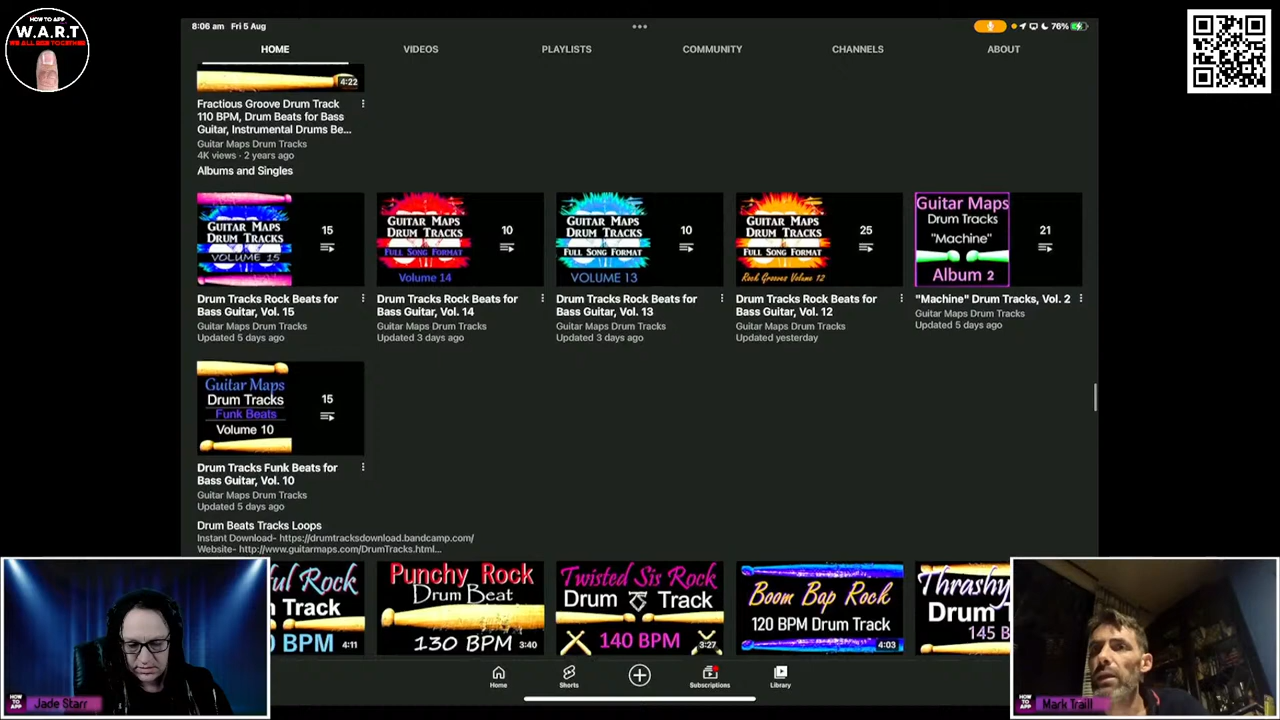 HOW TO APP
W.A.R.T
WE ALL RIDE TOGETHER
8:06 am Fri 5 Aug
76%
HOME
VIDEOS
PLAYLISTS
COMMUNITY
CHANNELS
ABOUT
4:22
Fractious Groove Drum Track
110 BPM, Drum Beats for Bass
Guitar, Instrumental Drums Be...
Guitar Maps Drum Tracks
4K views · 2 years ago
Albums and Singles
GUITAR MAPS
DRUM TRACKS
VOLUME 15
15
Drum Tracks Rock Beats for
Bass Guitar, Vol. 15
Guitar Maps Drum Tracks
Updated 5 days ago
GUITAR MAPS
DRUM TRACKS
FULL SONG FORMAT
Volume 14
10
Drum Tracks Rock Beats for
Bass Guitar, Vol. 14
Guitar Maps Drum Tracks
Updated 3 days ago
GUITAR MAPS
DRUM TRACKS
FULL SONG FORMAT
VOLUME 13
10
Drum Tracks Rock Beats for
Bass Guitar, Vol. 13
Guitar Maps Drum Tracks
Updated 3 days ago
GUITAR MAPS
DRUM TRACKS
FULL SONG FORMAT
Rock Grooves Volume 12
25
Drum Tracks Rock Beats for
Bass Guitar, Vol. 12
Guitar Maps Drum Tracks
Updated yesterday
Guitar Maps
Drum Tracks
"Machine"
Album 2
21
"Machine" Drum Tracks, Vol. 2
Guitar Maps Drum Tracks
Updated 5 days ago
Guitar Maps
Drum Tracks
Funk Beats
Volume 10
15
Drum Tracks Funk Beats for
Bass Guitar, Vol. 10
Guitar Maps Drum Tracks
Updated 5 days ago
Drum Beats Tracks Loops
Instant Download- https://drumtracksdownload.bandcamp.com/
Website- http://www.guitarmaps.com/DrumTracks.html...
ful Rock
m Track
0 BPM
4:11
Punchy Rock
Drum Beat
130 BPM
3:40
Twisted Sis Rock
Drum Track
140 BPM
3:27
Boom Bap Rock
120 BPM Drum Track
4:03
Thrashy
Drum
145 B
Home
Shorts
Subscriptions
Library
HOW TO APP
Jade Starr
HOW TO APP
Mark Traill